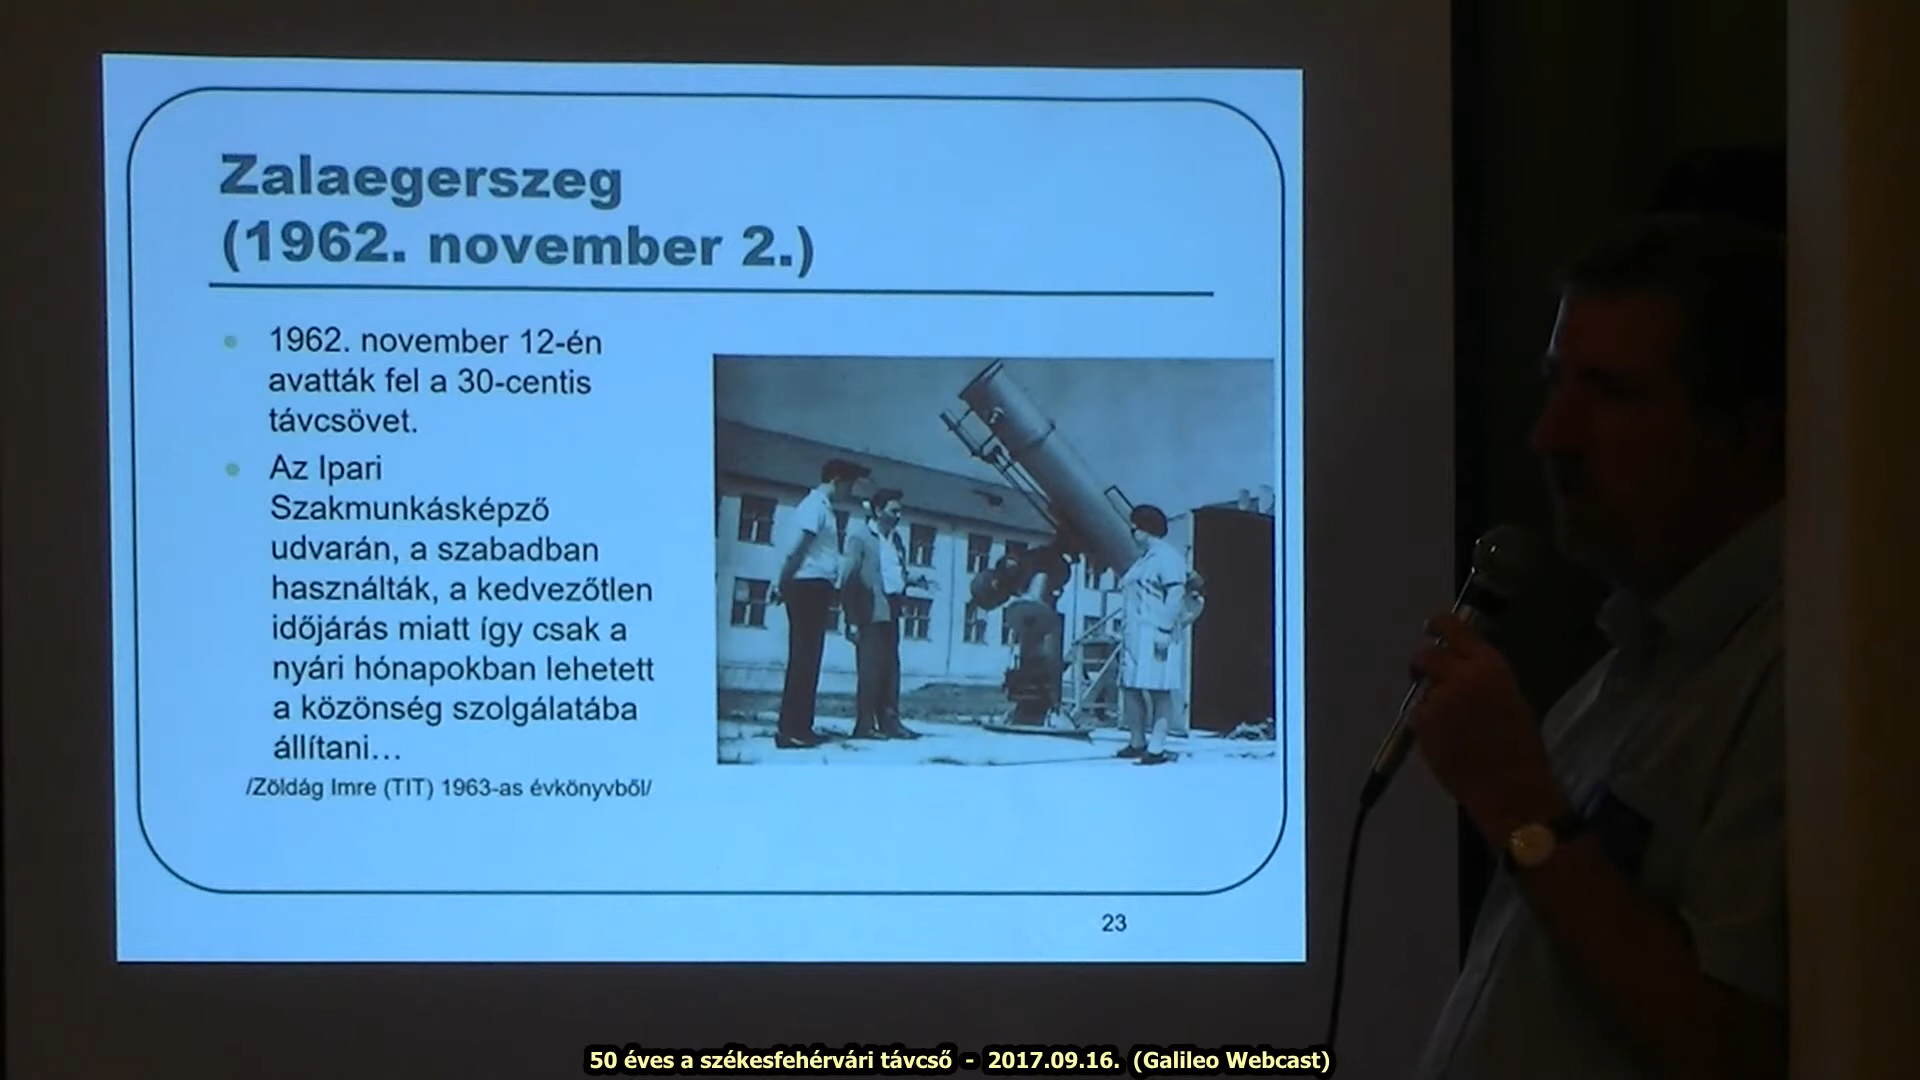 Zalaegerszeg
(1962. november 2.)
1962. november 12-én
avatták fel a 30-centis
távcsövet.
Az Ipari
Szakmunkásképző
udvarán, a szabadban
használták, a kedvezőtlen
időjárás miatt így csak a
nyári hónapokban lehetett
a közönség szolgálatába
állítani…
/Zöldág Imre (TIT) 1963-as évkönyvből/
23
50 éves a székesfehérvári távcső - 2017.09.16. (Galileo Webcast)